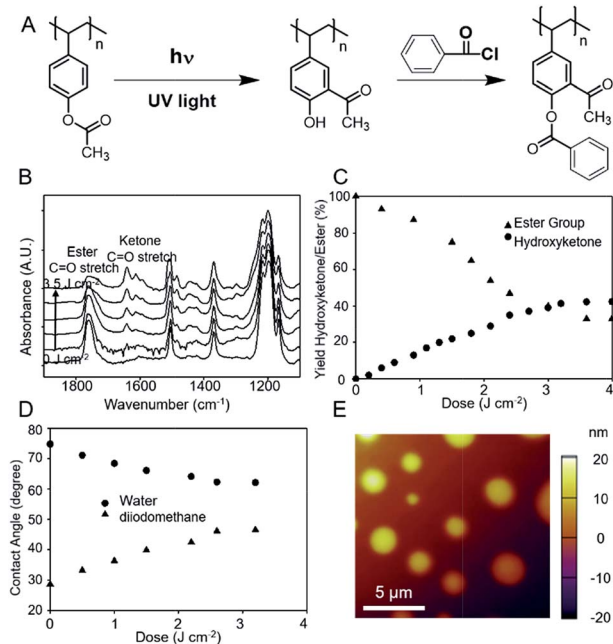 A
n
hν
UV light
O
O
CH₃
n
OH
O
CH₃
O
Cl
n
O
CH₃
O
O
B
Absorbance (A.U.)
Ester
C=O stretch
Ketone
C=O stretch
3.5 J cm⁻²
0 J cm⁻²
1800 1600 1400 1200
Wavenumber (cm⁻¹)
C
Yield Hydroxyketone/Ester (%)
100
80
60
40
20
0
Ester Group
Hydroxyketone
0 1 2 3 4
Dose (J cm⁻²)
D
Contact Angle (degree)
80
70
60
50
40
30
20
Water
diiodomethane
0 1 2 3 4
Dose (J cm⁻²)
E
5 µm
nm
20
10
0
-10
-20